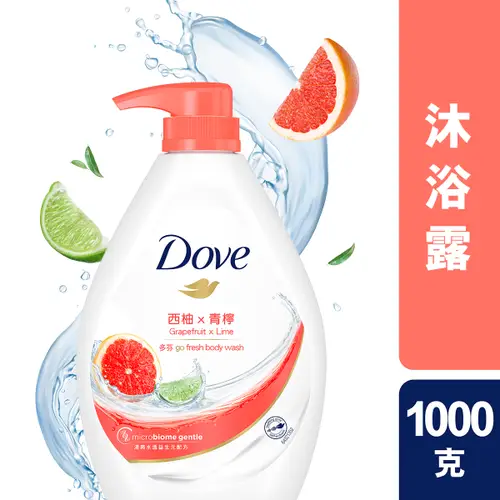 Dove
西柚 x 青檸
Grapefruit x Lime
多芬 go fresh body wash
microbiome gentle
沐浴露
1000
克